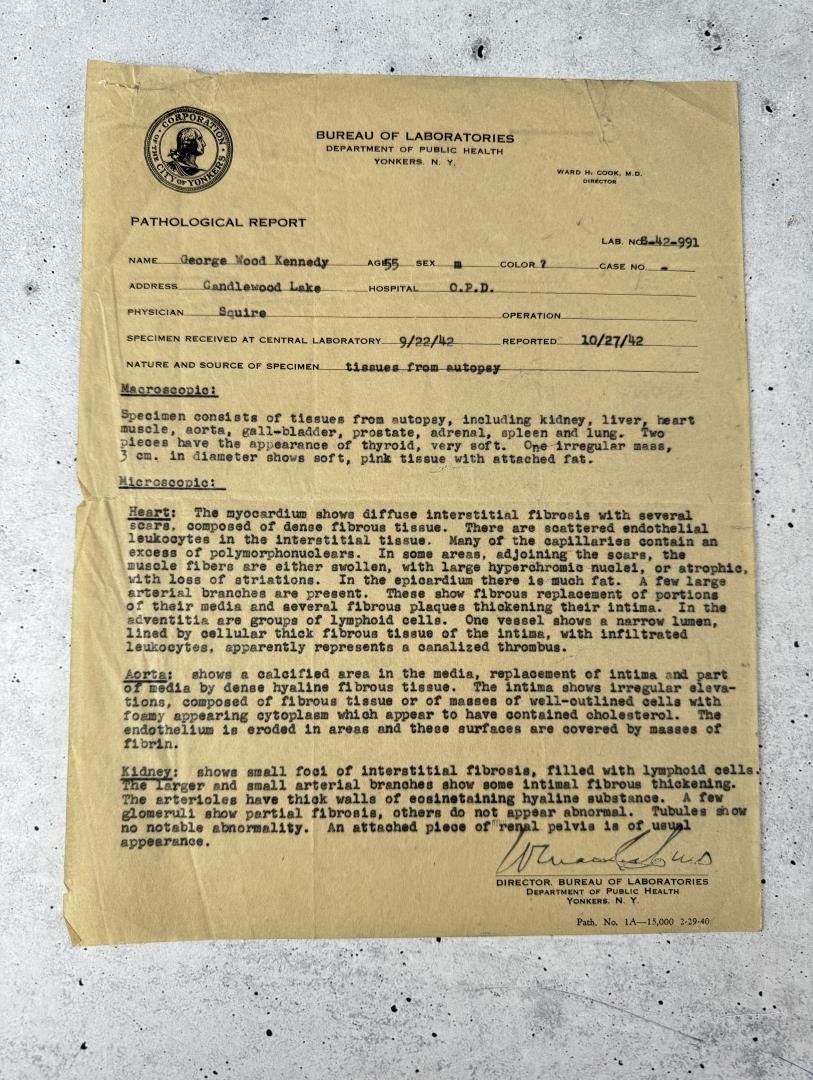 CORPORATION
OF THE CITY OF YONKERS
BUREAU OF LABORATORIES
DEPARTMENT OF PUBLIC HEALTH
YONKERS, N. Y.
WARD H. COOK, M.D.
DIRECTOR
PATHOLOGICAL REPORT
LAB. NO. S-42-991
NAME George Wood Kennedy AGE 55 SEX m COLOR ? CASE NO. -
ADDRESS Candlewood Lake HOSPITAL O.P.D.
PHYSICIAN Squire OPERATION
SPECIMEN RECEIVED AT CENTRAL LABORATORY 9/22/42 REPORTED 10/27/42
NATURE AND SOURCE OF SPECIMEN tissues from autopsy
Macroscopic:
Specimen consists of tissues from autopsy, including kidney, liver, heart
muscle, aorta, gall-bladder, prostate, adrenal, spleen and lung. Two
pieces have the appearance of thyroid, very soft. One irregular mass,
3 cm. in diameter shows soft, pink tissue with attached fat.
Microscopic:
Heart: The myocardium shows diffuse interstitial fibrosis with several
scars, composed of dense fibrous tissue. There are scattered endothelial
leukocytes in the interstitial tissue. Many of the capillaries contain an
excess of polymorphonuclears. In some areas, adjoining the scars, the
muscle fibers are either swollen, with large hyperchromic nuclei, or atrophic,
with loss of striations. In the epicardium there is much fat. A few large
arterial branches are present. These show fibrous replacement of portions
of their media and several fibrous plaques thickening their intima. In the
adventitia are groups of lymphoid cells. One vessel shows a narrow lumen,
lined by cellular thick fibrous tissue of the intima, with infiltrated
leukocytes, apparently represents a canalized thrombus.
Aorta: shows a calcified area in the media, replacement of intima and part
of media by dense hyaline fibrous tissue. The intima shows irregular eleva-
tions, composed of fibrous tissue or of masses of well-outlined cells with
foamy appearing cytoplasm which appear to have contained cholesterol. The
endothelium is eroded in areas and these surfaces are covered by masses of
fibrin.
Kidney: shows small foci of interstitial fibrosis, filled with lymphoid cells.
The larger and small arterial branches show some intimal fibrous thickening.
The arterioles have thick walls of eosinetaining hyaline substance. A few
glomeruli show partial fibrosis, others do not appear abnormal. Tubules show
no notable abnormality. An attached piece of renal pelvis is of usual
appearance.
DIRECTOR, BUREAU OF LABORATORIES
DEPARTMENT OF PUBLIC HEALTH
YONKERS, N. Y.
Path. No. 1A—15,000 2-29-40